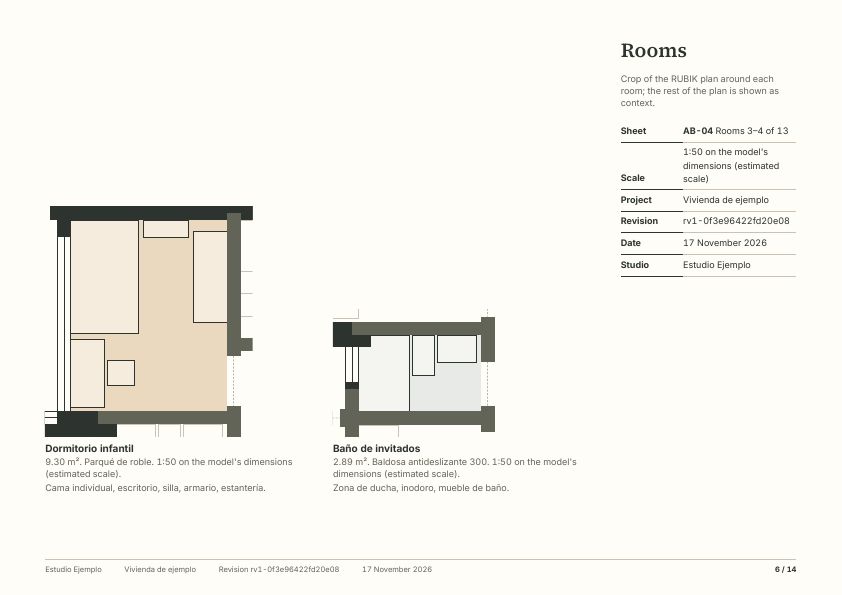 Rooms
Crop of the RUBIK plan around each
room; the rest of the plan is shown as
context.
Sheet AB-04 Rooms 3–4 of 13
Scale 1:50 on the model's
dimensions (estimated
scale)
Project Vivienda de ejemplo
Revision rv1-0f3e96422fd20e08
Date 17 November 2026
Studio Estudio Ejemplo
Dormitorio infantil
9.30 m². Parqué de roble. 1:50 on the model's dimensions
(estimated scale).
Cama individual, escritorio, silla, armario, estantería.
Baño de invitados
2.89 m². Baldosa antideslizante 300. 1:50 on the model's
dimensions (estimated scale).
Zona de ducha, inodoro, mueble de baño.
Estudio Ejemplo Vivienda de ejemplo Revision rv1-0f3e96422fd20e08 17 November 2026 6 / 14